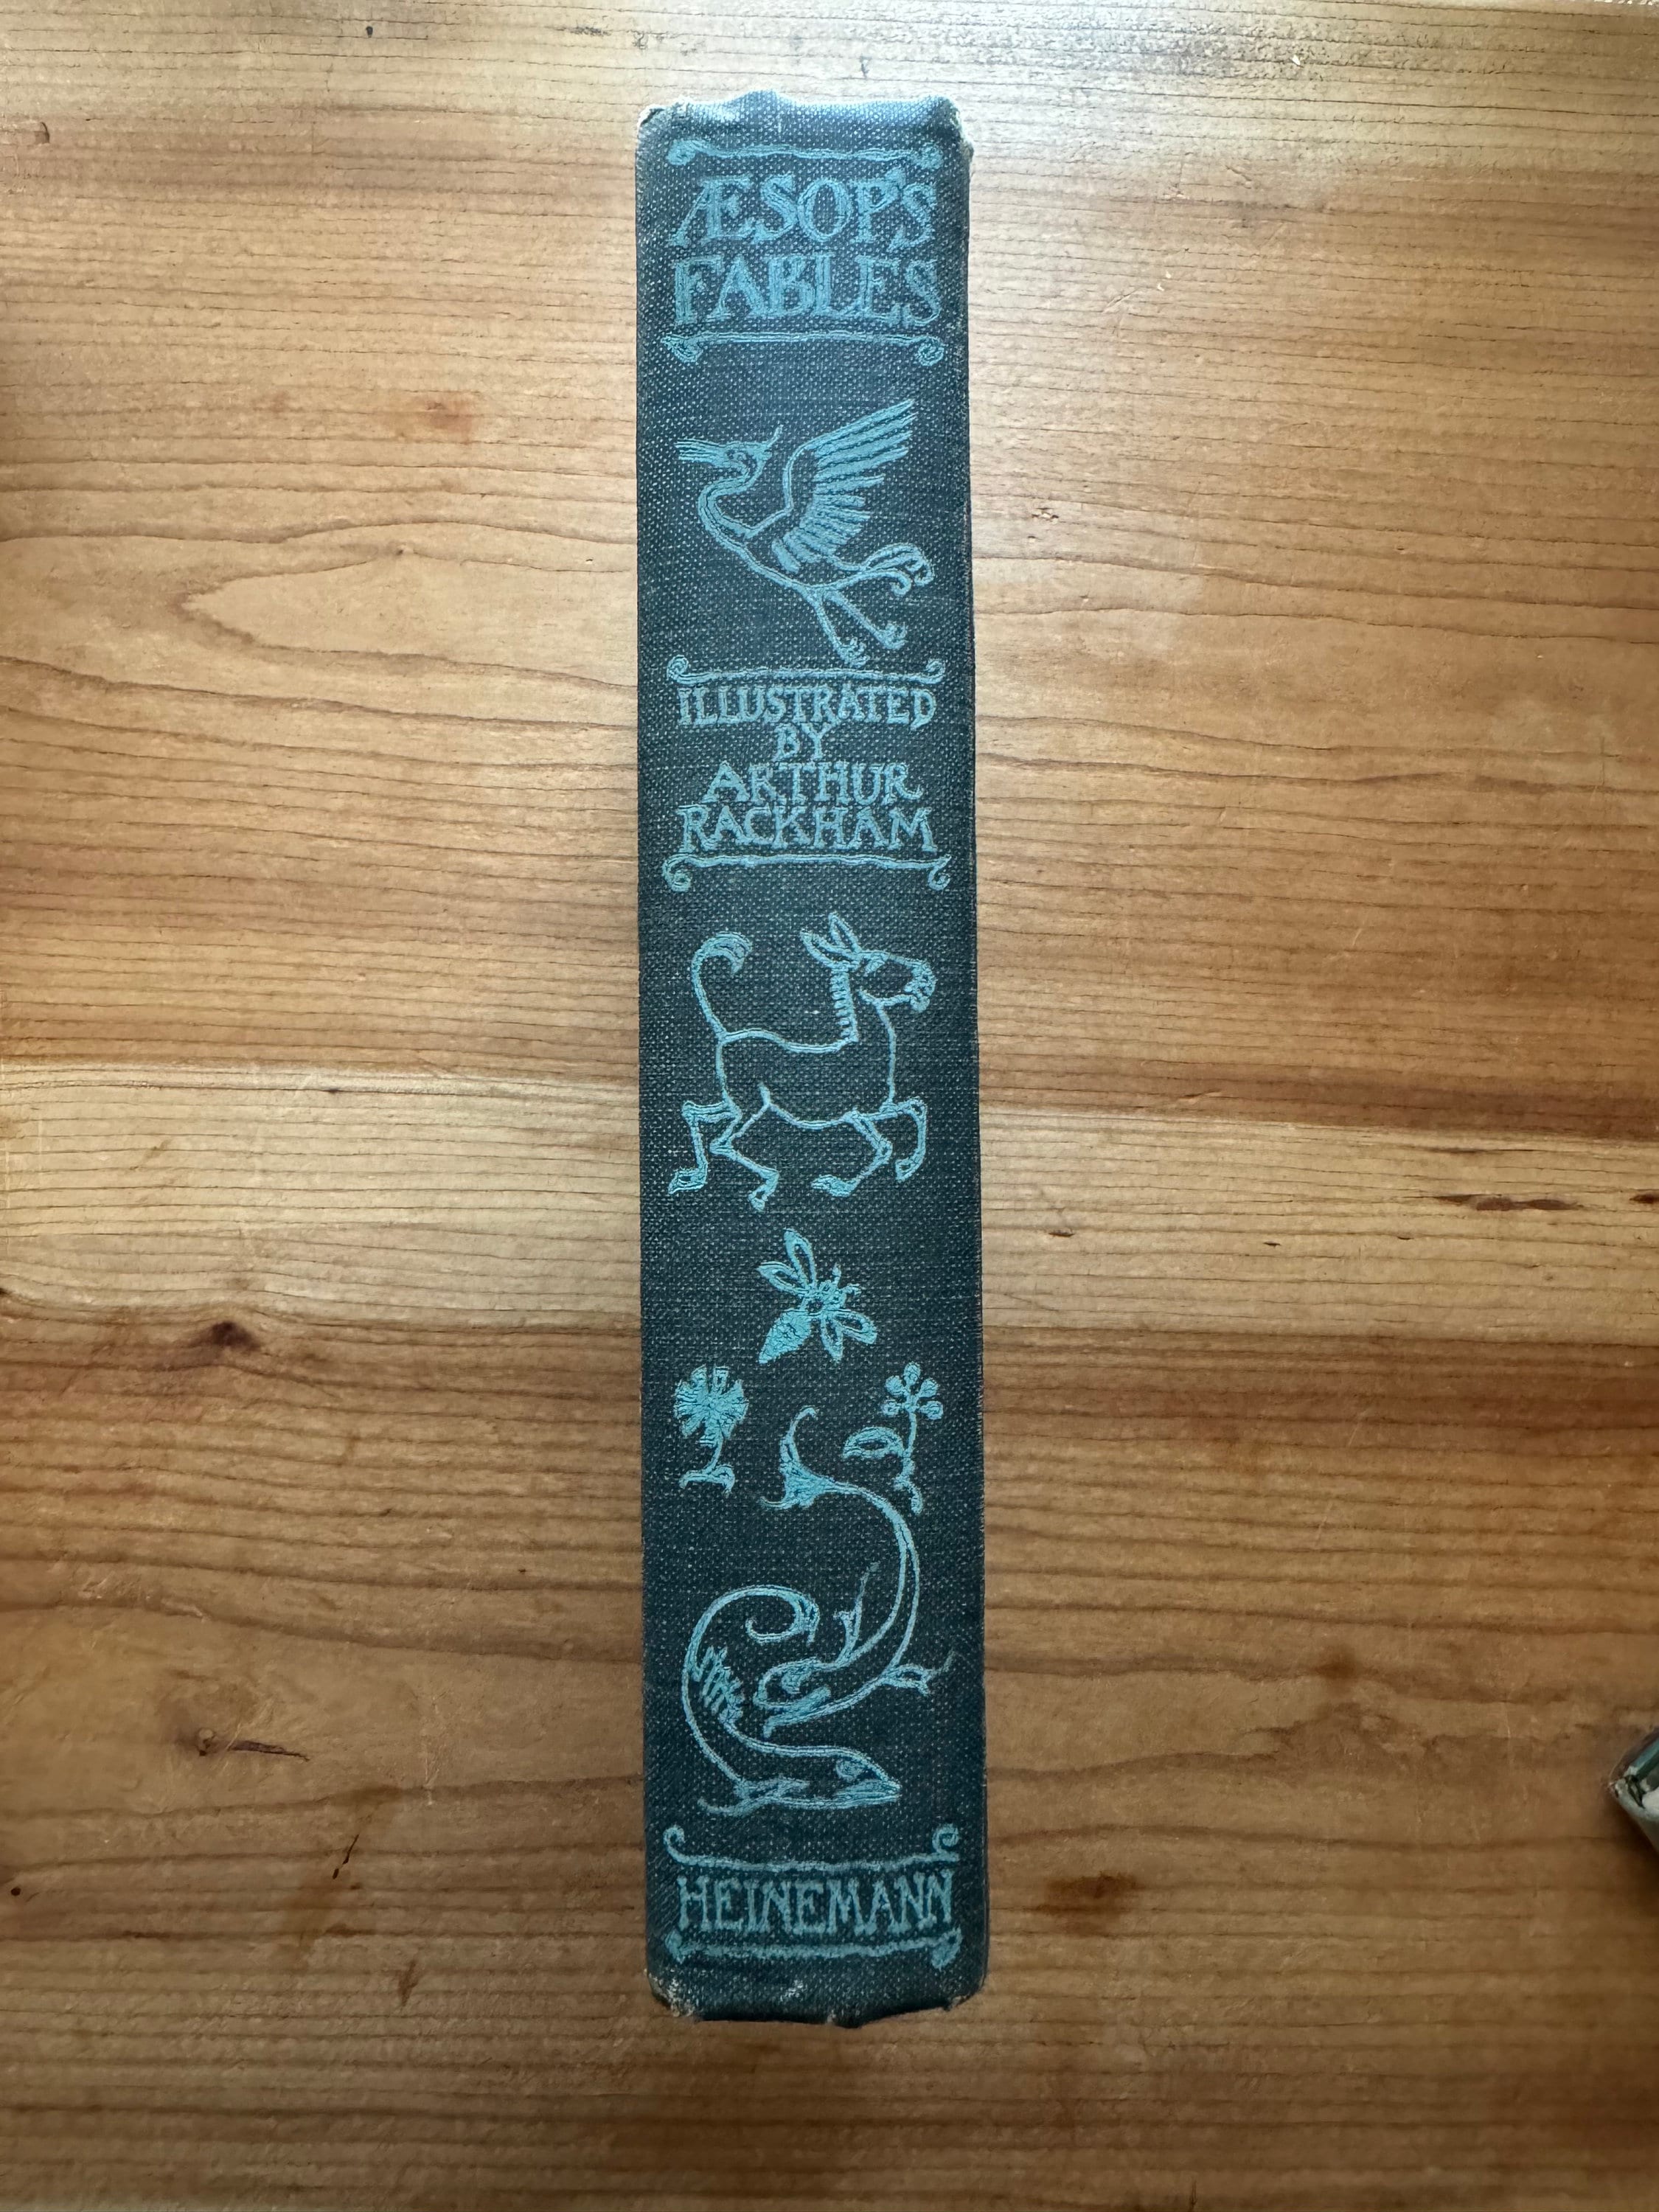 ÆSOP'S
FABLES
ILLUSTRATED
BY
ARTHUR
RACKHAM
HEINEMANN